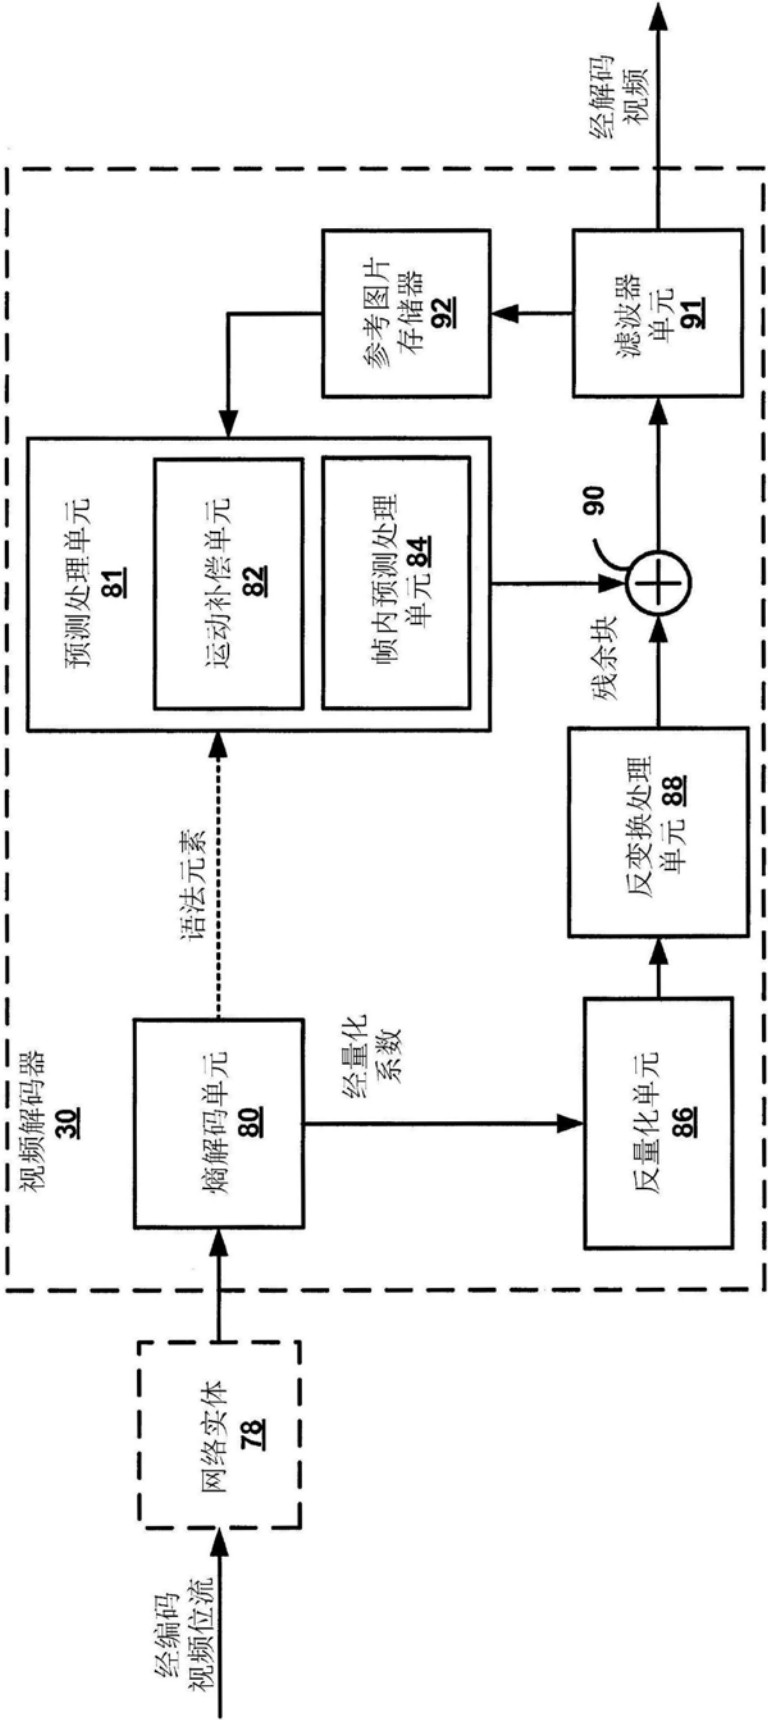 经编码
视频位流
网络实体
78
视频解码器
30
熵解码单元
80
语法元素
经量化
系数
预测处理单元
81
运动补偿单元
82
帧内预测处理
单元 84
参考图片
存储器
92
反量化单元
86
反变换处理
单元 88
残余块
90
滤波器
单元
91
经解码
视频